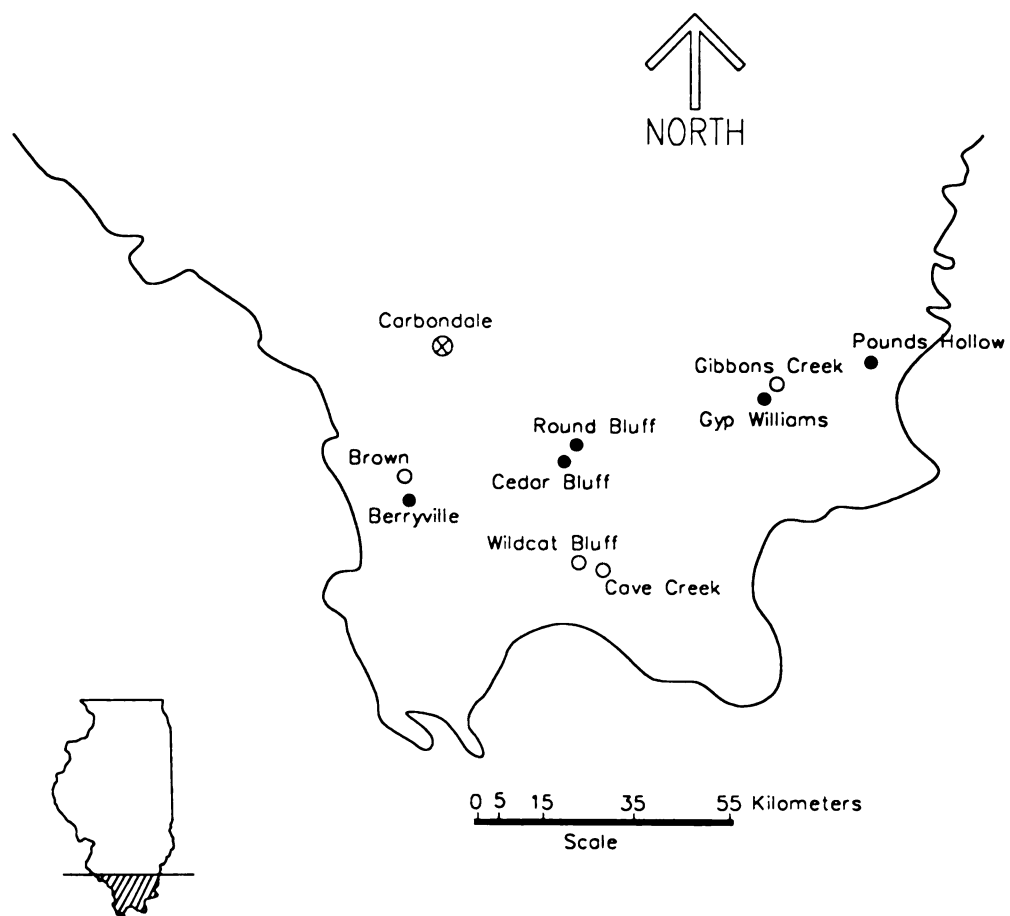 NORTH
Carbondale
Pounds Hollow
Gibbons Creek
Gyp Williams
Round Bluff
Brown
Cedar Bluff
Berryville
Wildcat Bluff
Cave Creek
0 5 15 35 55 Kilometers
Scale